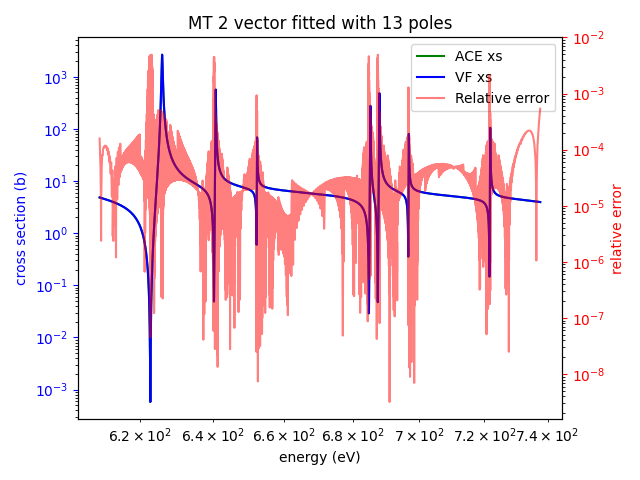 MT 2 vector fitted with 13 poles
ACE xs
VF xs
Relative error
cross section (b)
10³
10²
10¹
10⁰
10⁻¹
10⁻²
10⁻³
10⁻²
10⁻³
10⁻⁴
10⁻⁵
10⁻⁶
10⁻⁷
10⁻⁸
relative error
6.2 × 10² 6.4 × 10² 6.6 × 10² 6.8 × 10² 7 × 10² 7.2 × 10² 7.4 × 10²
energy (eV)